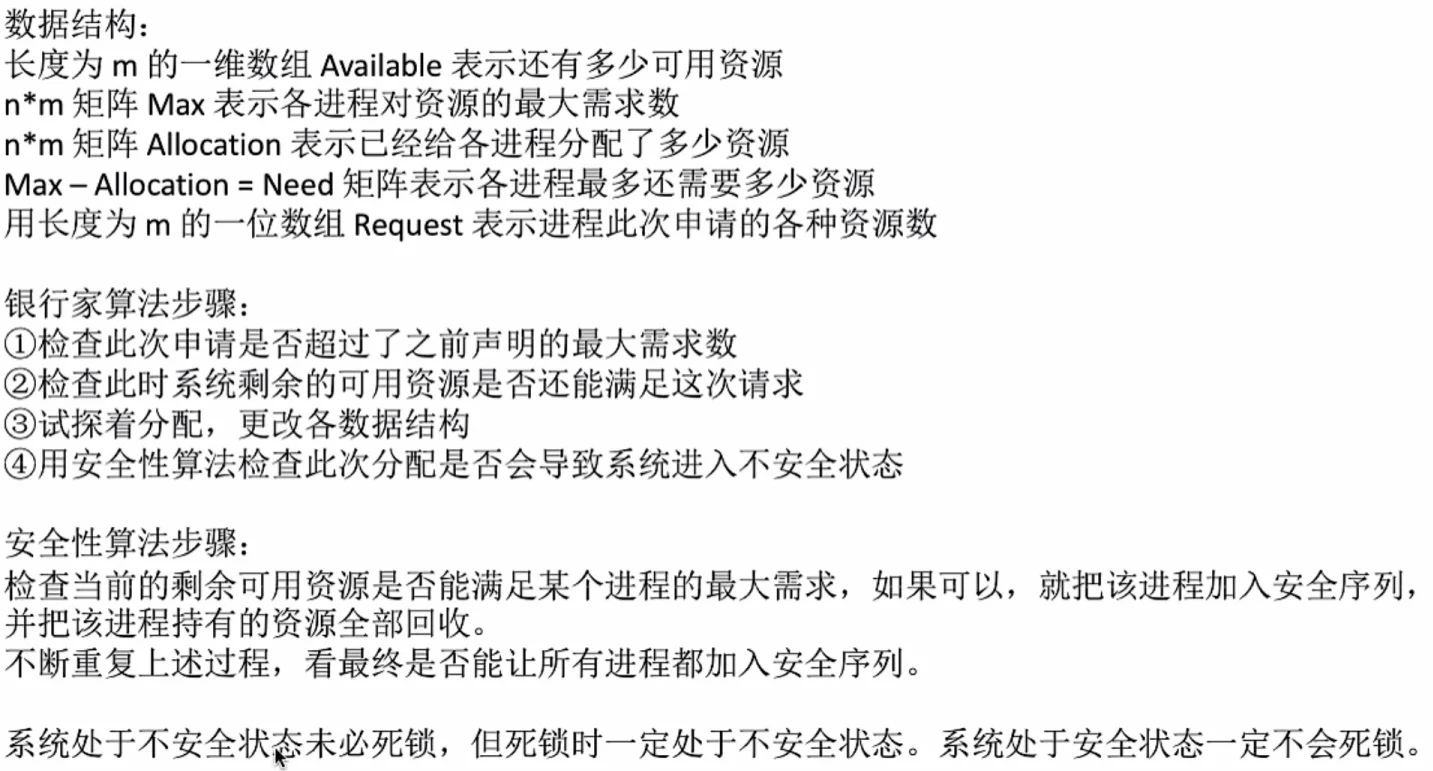 数据结构：
长度为 m 的一维数组 Available 表示还有多少可用资源
n*m 矩阵 Max 表示各进程对资源的最大需求数
n*m 矩阵 Allocation 表示已经给各进程分配了多少资源
Max – Allocation = Need 矩阵表示各进程最多还需要多少资源
用长度为 m 的一位数组 Request 表示进程此次申请的各种资源数
银行家算法步骤：
①检查此次申请是否超过了之前声明的最大需求数
②检查此时系统剩余的可用资源是否还能满足这次请求
③试探着分配，更改各数据结构
④用安全性算法检查此次分配是否会导致系统进入不安全状态
安全性算法步骤：
检查当前的剩余可用资源是否能满足某个进程的最大需求，如果可以，就把该进程加入安全序列，
并把该进程持有的资源全部回收。
不断重复上述过程，看最终是否能让所有进程都加入安全序列。
系统处于不安全状态未必死锁，但死锁时一定处于不安全状态。系统处于安全状态一定不会死锁。